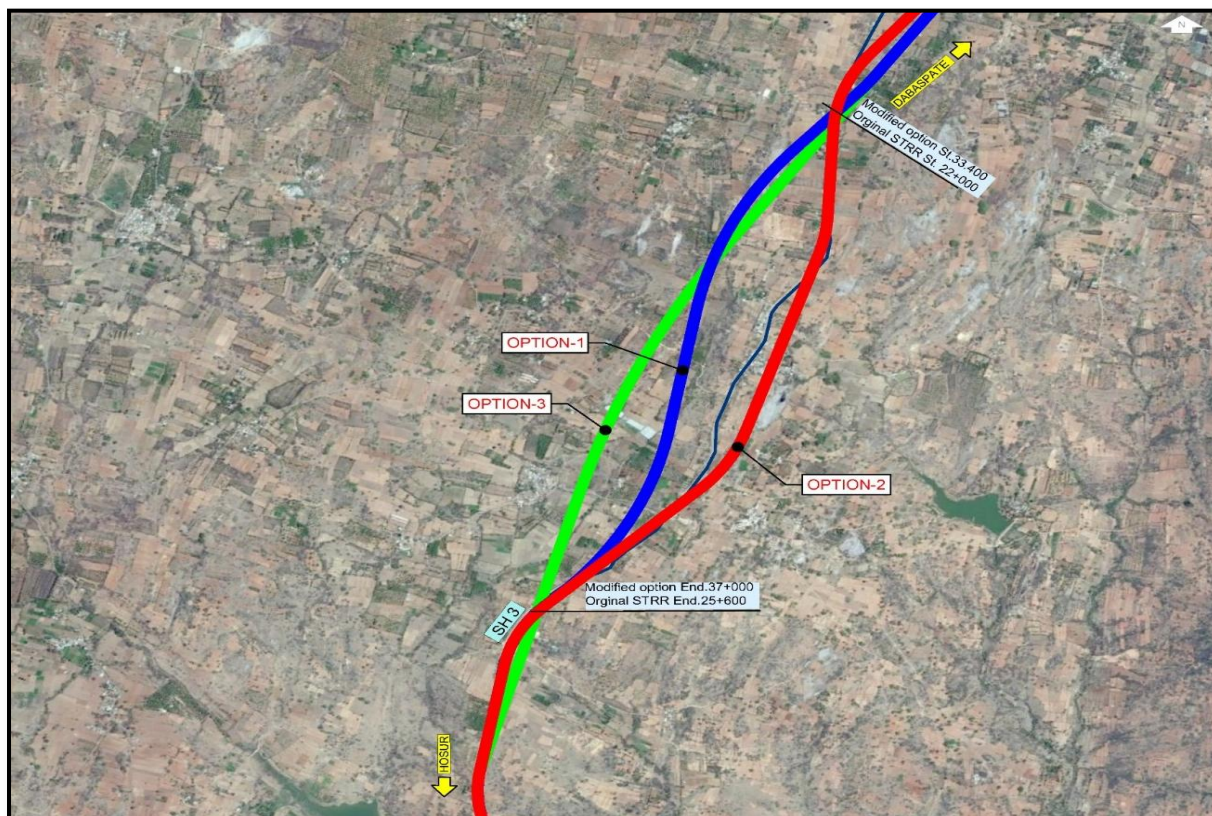 N
DABASPATE
Modified option St.33.400
Orginal STRR St. 22+000
OPTION-1
OPTION-3
OPTION-2
Modified option End.37+000
Orginal STRR End.25+600
SH 3
HOSUR